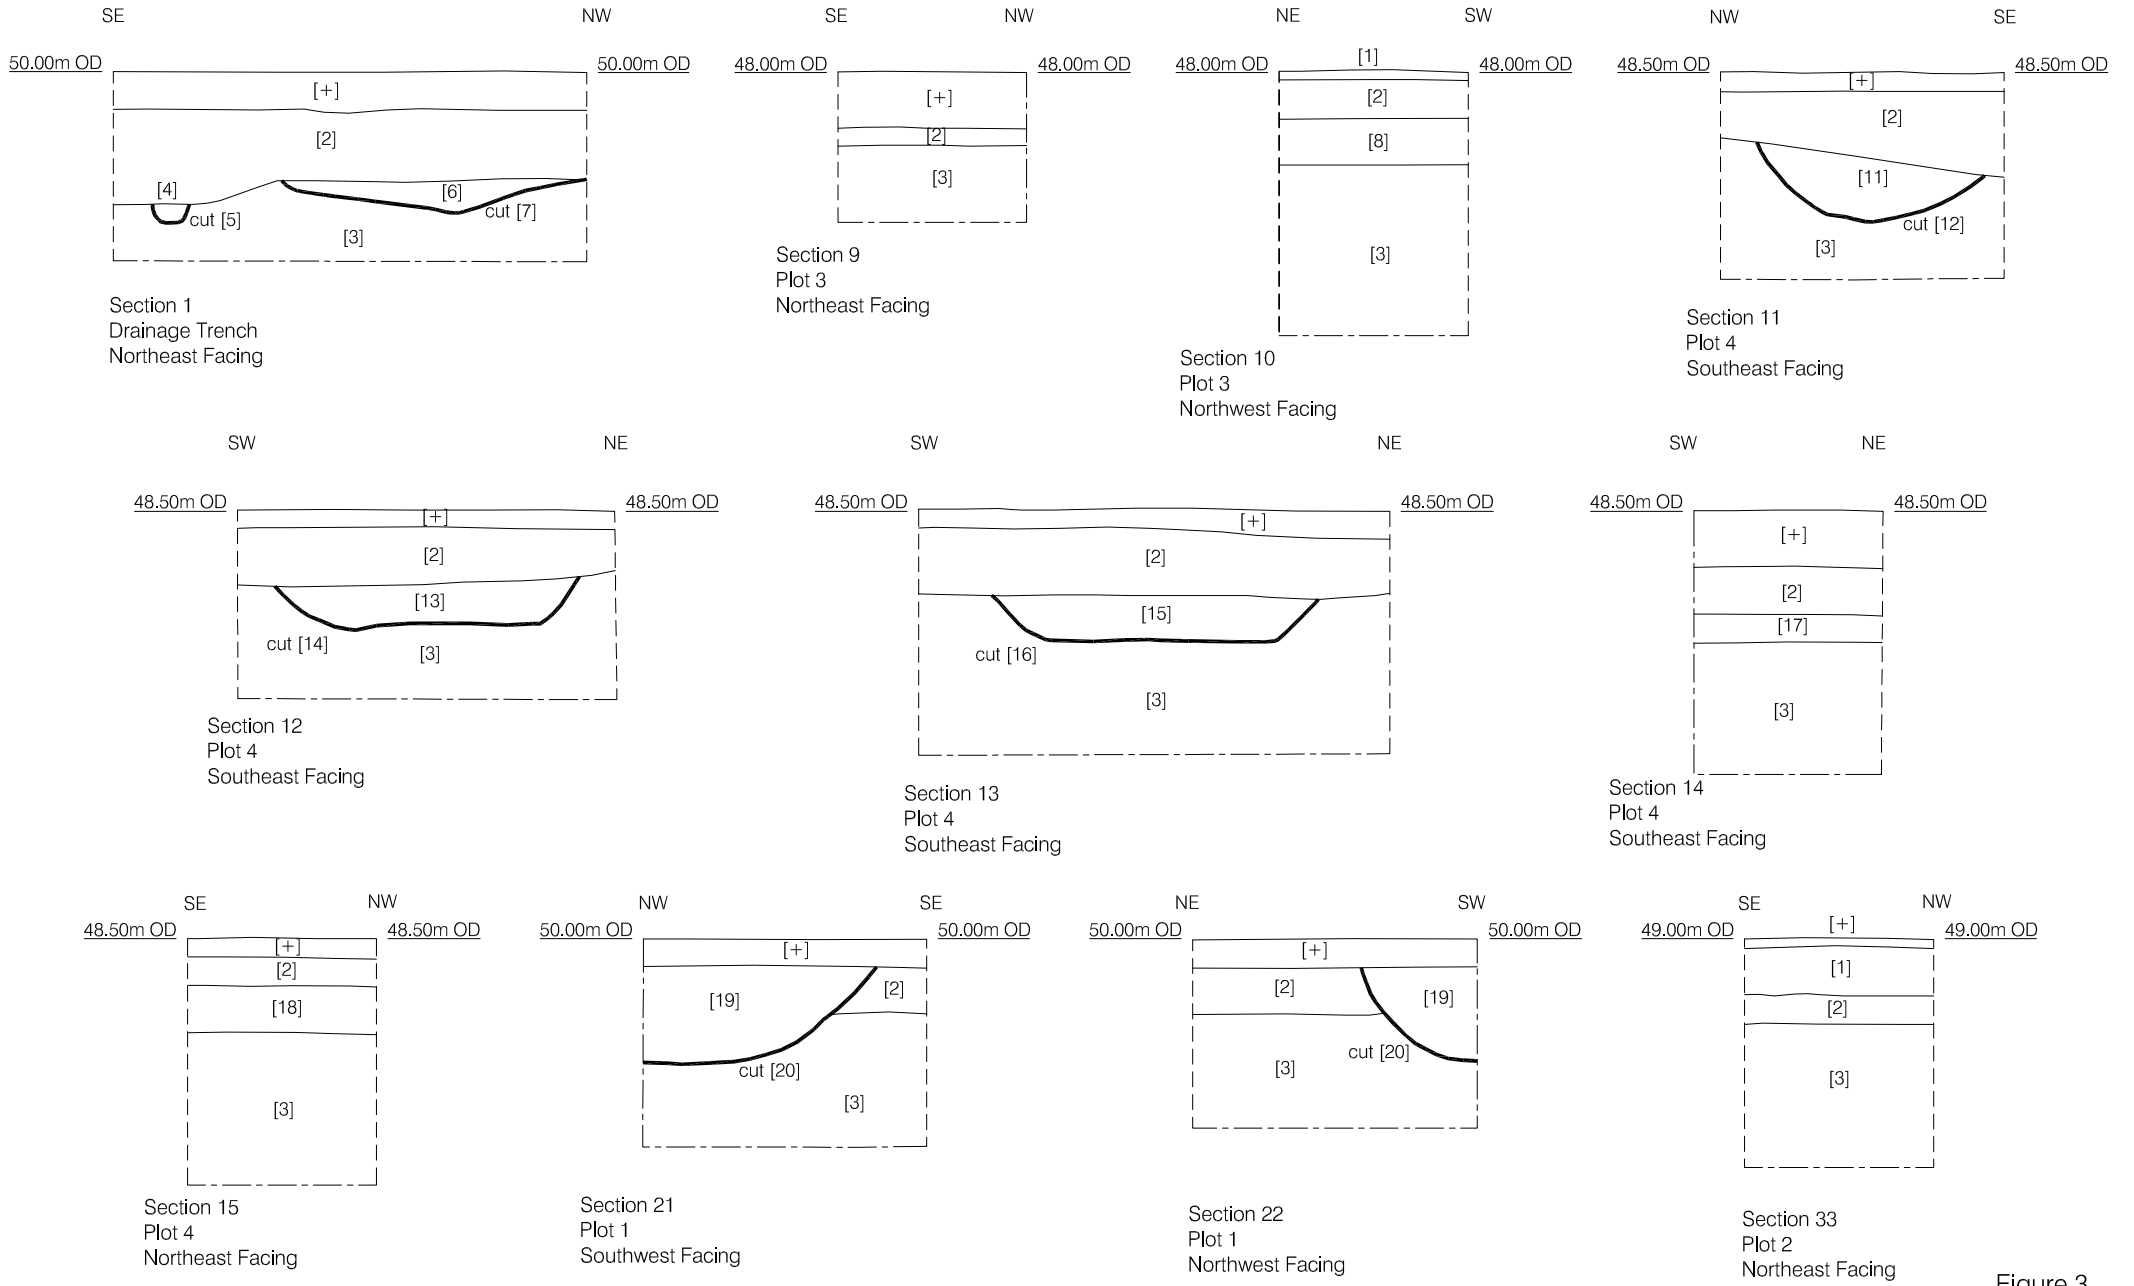 SE NW
50.00m OD 50.00m OD
[+]
[2]
[4]
[6]
cut [5]
cut [7]
[3]
Section 1
Drainage Trench
Northeast Facing
SE NW
48.00m OD 48.00m OD
[+]
[2]
[3]
Section 9
Plot 3
Northeast Facing
NE SW
48.00m OD 48.00m OD
[1]
[2]
[8]
[3]
Section 10
Plot 3
Northwest Facing
NW SE
48.50m OD 48.50m OD
[+]
[2]
[11]
cut [12]
[3]
Section 11
Plot 4
Southeast Facing
SW NE
48.50m OD 48.50m OD
[+]
[2]
[13]
cut [14]
[3]
Section 12
Plot 4
Southeast Facing
SW NE
48.50m OD 48.50m OD
[+]
[2]
[15]
cut [16]
[3]
Section 13
Plot 4
Southeast Facing
SW NE
48.50m OD 48.50m OD
[+]
[2]
[17]
[3]
Section 14
Plot 4
Southeast Facing
SE NW
48.50m OD 48.50m OD
[+]
[2]
[18]
[3]
Section 15
Plot 4
Northeast Facing
NW SE
50.00m OD 50.00m OD
[+]
[19]
[2]
cut [20]
[3]
Section 21
Plot 1
Southwest Facing
NE SW
50.00m OD 50.00m OD
[+]
[2]
[19]
cut [20]
[3]
Section 22
Plot 1
Northwest Facing
SE NW
49.00m OD 49.00m OD
[+]
[1]
[2]
[3]
Section 33
Plot 2
Northeast Facing
Figure 3